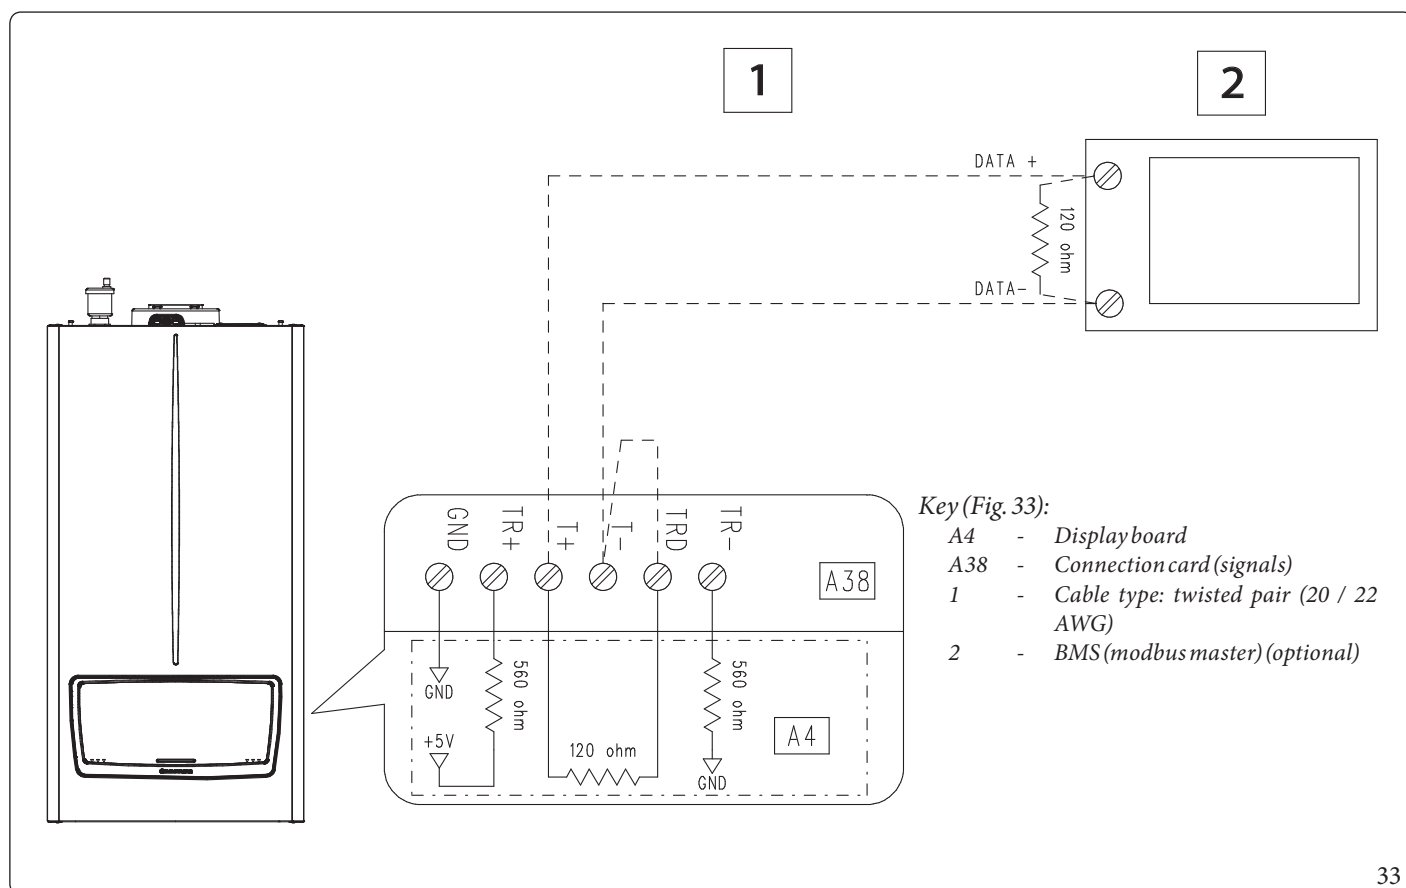 1
2
DATA +
120 ohm
DATA-
GND
TR+
T+
T-
TRD
TR-
A38
Key (Fig. 33):
A4 - Display board
A38 - Connection card (signals)
1 - Cable type: twisted pair (20 / 22
AWG)
2 - BMS (modbus master) (optional)
GND
560 ohm
560 ohm
+5V
120 ohm
A4
GND
33